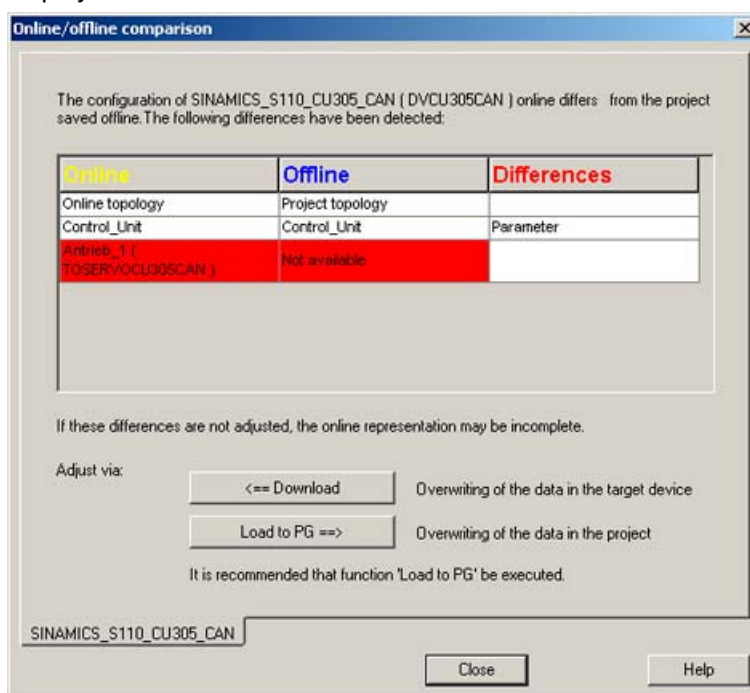 Online/offline comparison
The configuration of SINAMICS_S110_CU305_CAN ( DVCU305CAN ) online differs from the project
saved offline.The following differences have been detected:
Online Offline Differences
Online topology Project topology
Control_Unit Control_Unit Parameter
Antrieb_1 ( 
TOSERVOCU305CAN ) Not available
If these differences are not adjusted, the online representation may be incomplete.
Adjust via:
<== Download Overwriting of the data in the target device
Load to PG ==> Overwriting of the data in the project
It is recommended that function 'Load to PG' be executed.
SINAMICS_S110_CU305_CAN
Close Help